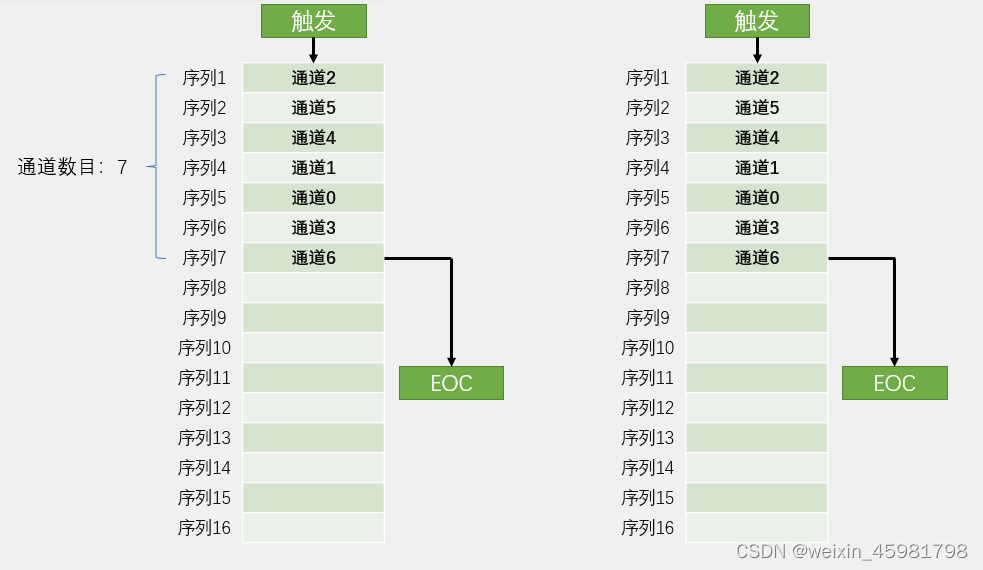 触发
序列1 通道2
序列2 通道5
序列3 通道4
通道数目：7
序列4 通道1
序列5 通道0
序列6 通道3
序列7 通道6
序列8
序列9
序列10
序列11
EOC
序列12
序列13
序列14
序列15
序列16
触发
序列1 通道2
序列2 通道5
序列3 通道4
序列4 通道1
序列5 通道0
序列6 通道3
序列7 通道6
序列8
序列9
序列10
序列11
EOC
序列12
序列13
序列14
序列15
序列16
CSDN @weixin_45981798